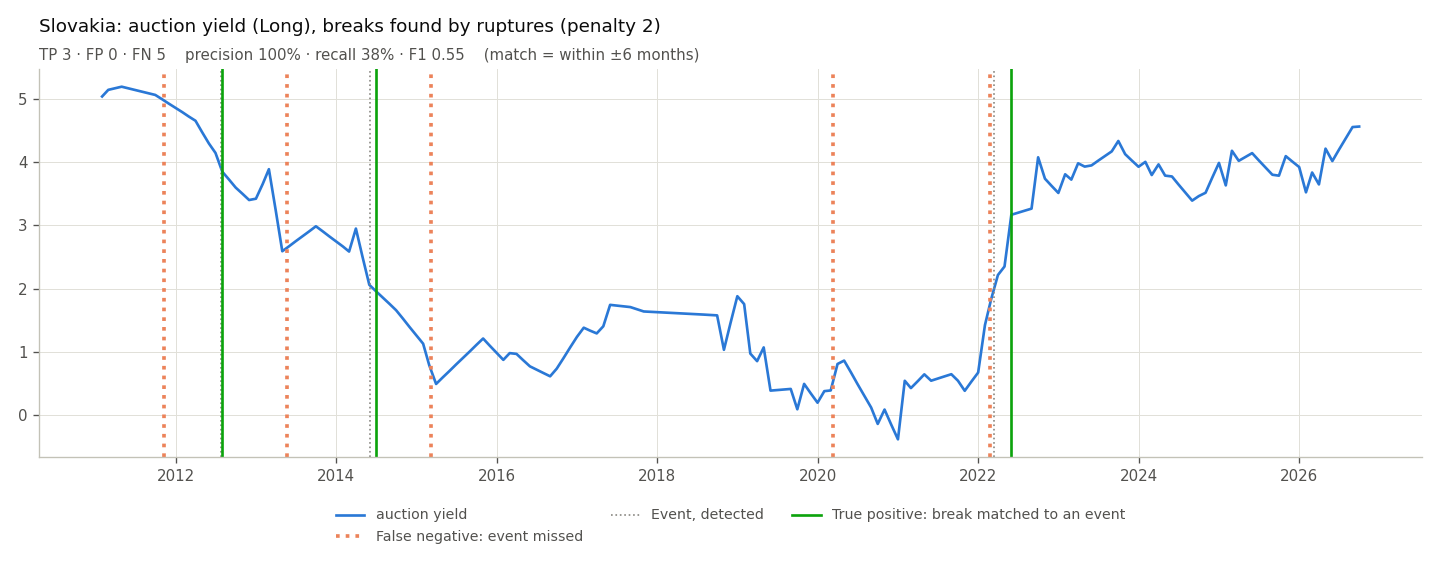 Slovakia: auction yield (Long), breaks found by ruptures (penalty 2)
TP 3 · FP 0 · FN 5    precision 100% · recall 38% · F1 0.55    (match = within ±6 months)
5
4
3
2
1
0
2012 2014 2016 2018 2020 2022 2024 2026
auction yield
False negative: event missed
Event, detected
True positive: break matched to an event